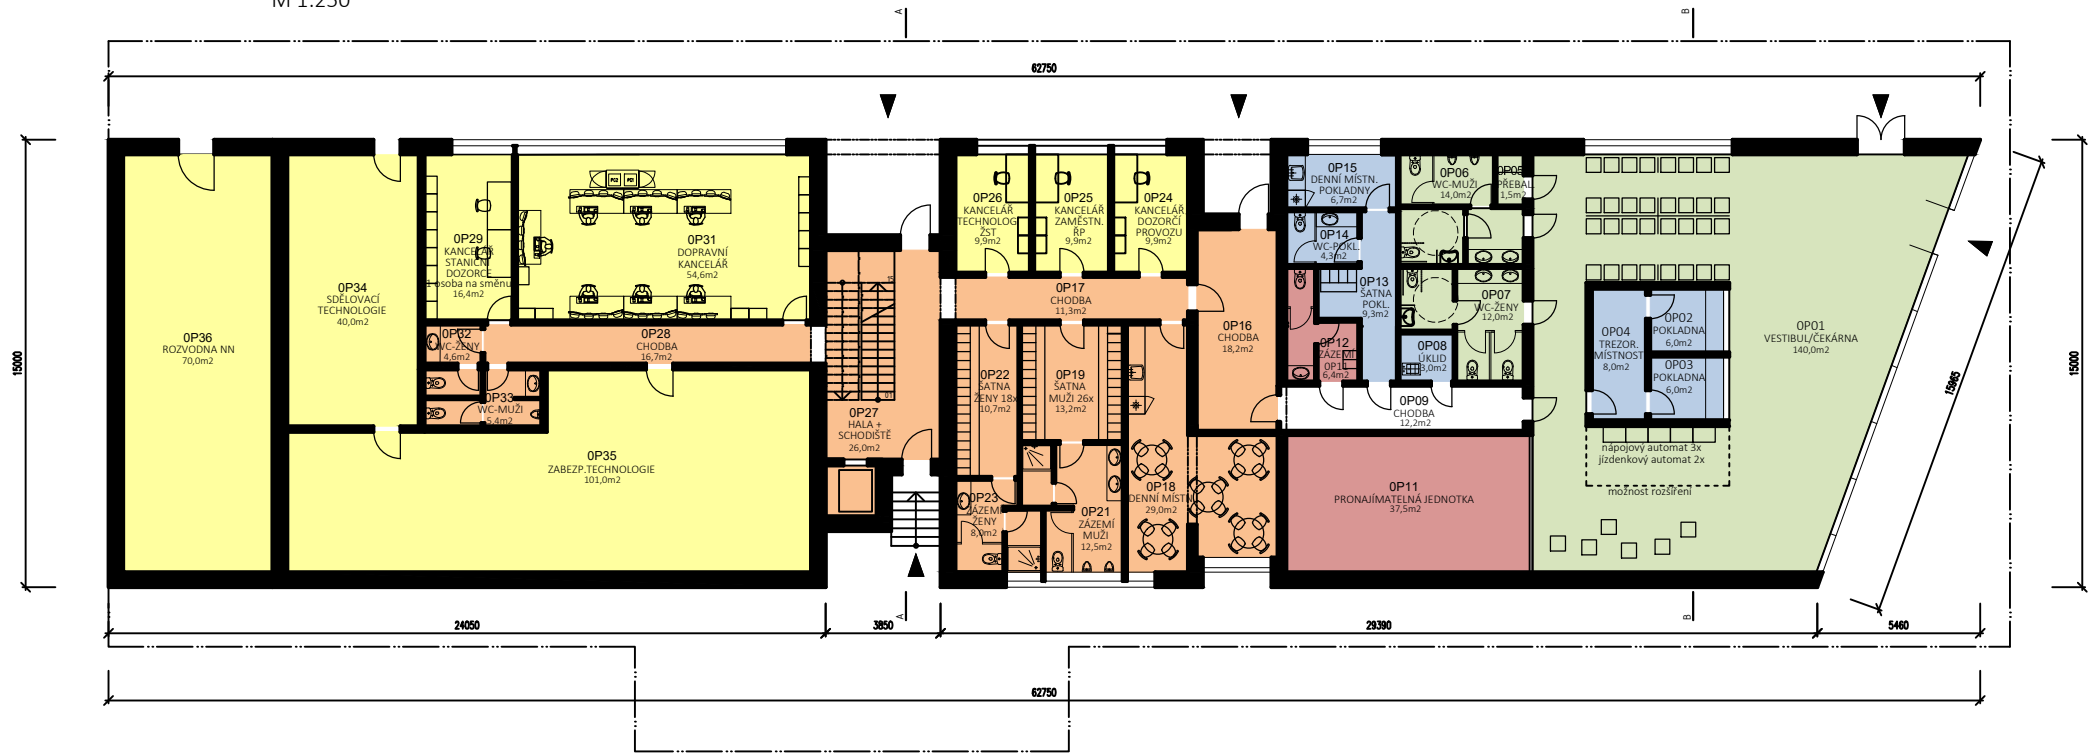 M 1:250
A
B
62750
15000
0P36
ROZVODNA NN
70,0m2
0P34
SDĚLOVACÍ
TECHNOLOGIE
40,0m2
0P29
KANCELÁŘ
STANIČNÍ
DOZORCE
1 osoba na směnu
16,4m2
0P31
DOPRAVNÍ
KANCELÁŘ
54,6m2
0P32
WC-ŽENY
4,6m2
0P28
CHODBA
16,7m2
0P33
WC-MUŽI
5,4m2
0P35
ZABEZP.TECHNOLOGIE
101,0m2
15
01
0P27
HALA +
SCHODIŠTĚ
26,0m2
0P26
KANCELÁŘ
TECHNOLOG
ŽST
9,9m2
0P25
KANCELÁŘ
ZAMĚSTN.
ŘP
9,9m2
0P24
KANCELÁŘ
DOZORČÍ
PROVOZU
9,9m2
0P17
CHODBA
11,3m2
0P16
CHODBA
18,2m2
0P22
ŠATNA
ŽENY 18x
10,7m2
0P19
ŠATNA
MUŽI 26x
13,2m2
0P23
ZÁZEMÍ
ŽENY
8,0m2
0P21
ZÁZEMÍ
MUŽI
12,5m2
0P18
DENNÍ MÍSTN.
29,0m2
0P15
DENNÍ MÍSTN.
POKLADNY
6,7m2
0P14
WC-POKL.
4,3m2
0P13
ŠATNA
POKL.
9,3m2
0P12
ZÁZEMÍ
0P11
6,4m2
0P06
WC-MUŽI
14,0m2
0P05
PŘEBAL.
1,5m2
0P07
WC-ŽENY
12,0m2
0P08
ÚKLID
3,0m2
0P09
CHODBA
12,2m2
0P11
PRONAJÍMATELNÁ JEDNOTKA
37,5m2
0P04
TREZOR.
MÍSTNOST
8,0m2
0P02
POKLADNA
6,0m2
0P03
POKLADNA
6,0m2
0P01
VESTIBUL/ČEKÁRNA
140,0m2
nápojový automat 3x
jízdenkový automat 2x
možnost rozšíření
15965
15000
A
B
24050
3850
29390
5460
62750